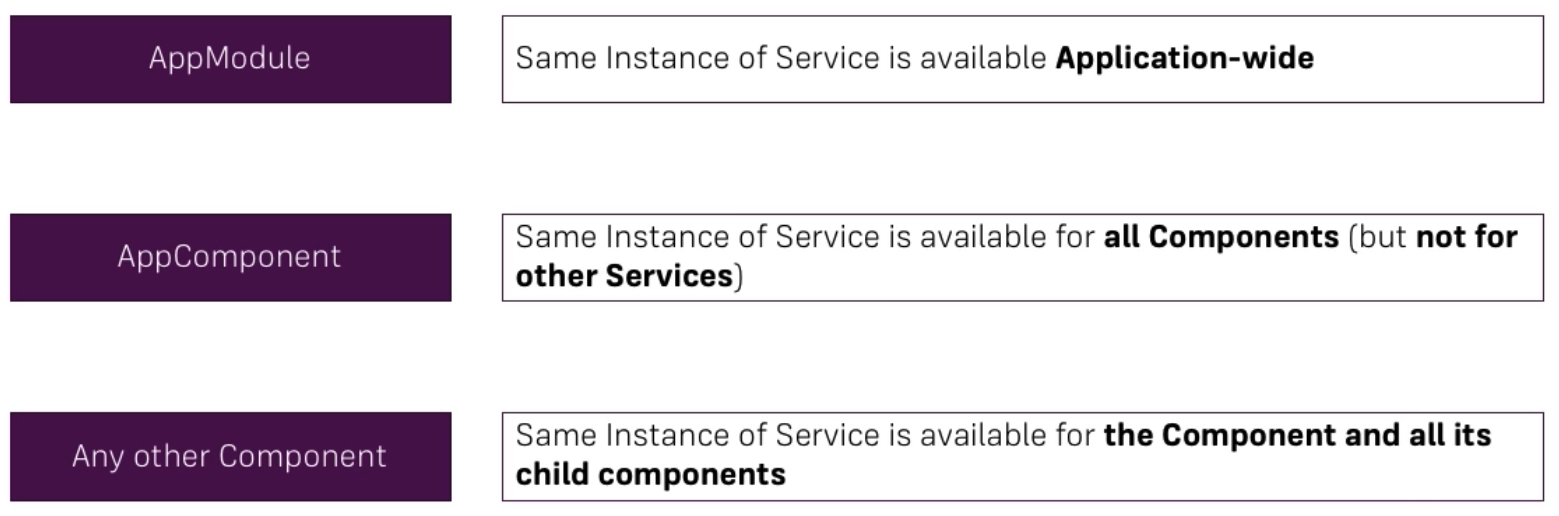 AppModule
Same Instance of Service is available Application-wide
AppComponent
Same Instance of Service is available for all Components (but not for
other Services)
Any other Component
Same Instance of Service is available for the Component and all its
child components